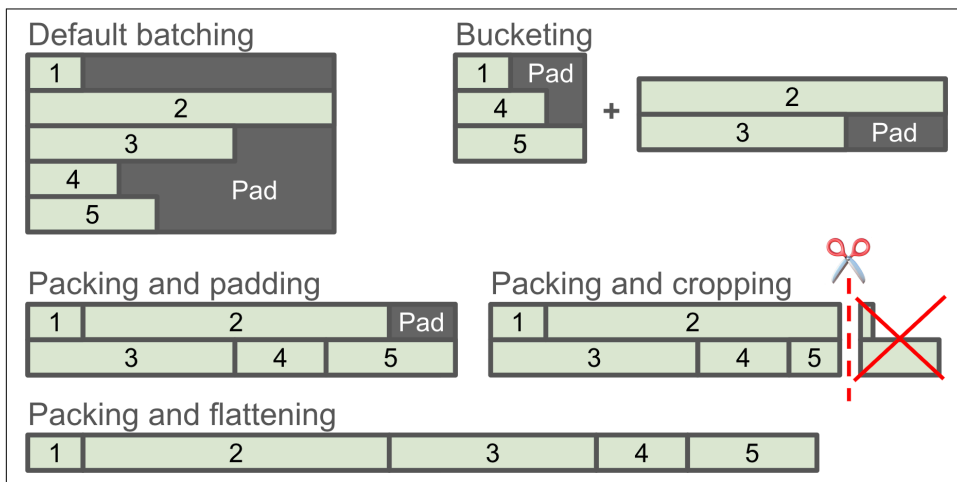 Default batching
1
2
3
4
Pad
5
Bucketing
1 Pad
4
5
+
2
3 Pad
Packing and padding
1 2 Pad
3 4 5
Packing and cropping
1 2
3 4 5
Packing and flattening
1 2 3 4 5